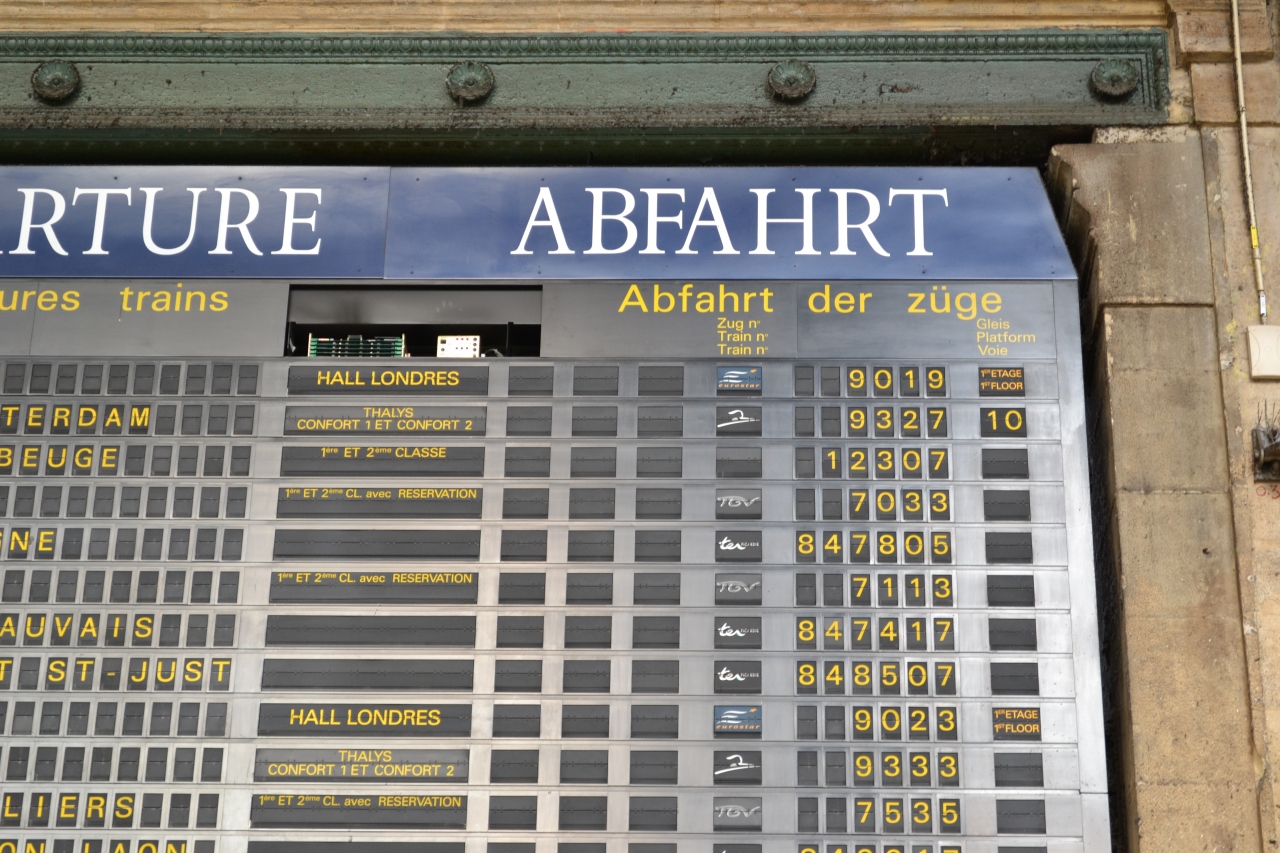 ARTURE ABFAHRT
ures trains Abfahrt der züge
Zug n° Gleis
Train n° Platform
Train n° Voie
HALL LONDRES eurostar 9019 1er ETAGE
1st FLOOR
TERDAM THALYS
CONFORT 1 ET CONFORT 2 9327 10
BEUGE 1ère ET 2ème CLASSE 12307
1ère ET 2ème CL. avec RESERVATION TGV 7033
NE ter 847805
1ère ET 2ème CL. avec RESERVATION TGV 7113
AUVAIS ter 847417
T ST-JUST ter 848507
HALL LONDRES eurostar 9023 1er ETAGE
1st FLOOR
THALYS
CONFORT 1 ET CONFORT 2 9333
LIERS 1ère ET 2ème CL. avec RESERVATION TGV 7535
ON-LAON